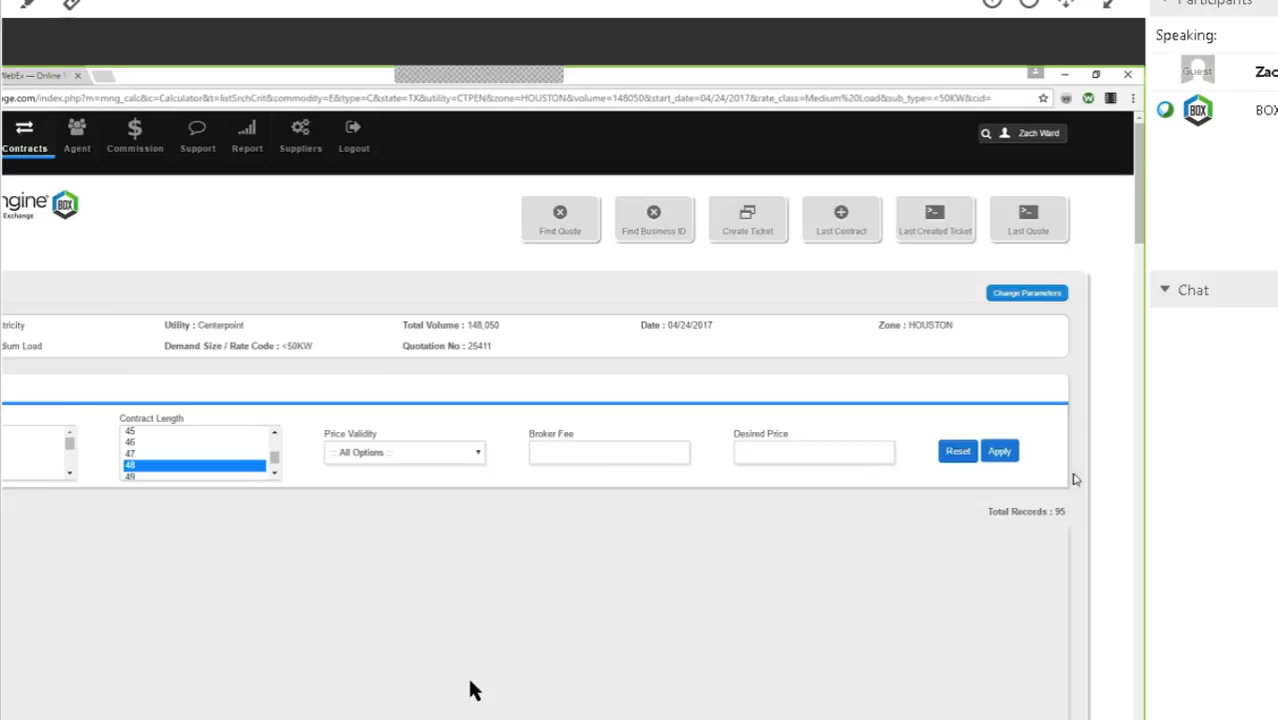 Participants
Speaking:
Guest
Zac
BOX
BOX
Chat
WebEx — Online
nge.com/index.php?m=mng_calc&c=Calculator&t=listSrchCrit&commodity=E&type=C&state=TX&utility=CTPEN&zone=HOUSTON&volume=148050&start_date=04/24/2017&rate_class=Medium%20Load&sub_type=<50KW&cid=
Contracts Agent Commission Support Report Suppliers Logout
Zach Ward
ngine® BOX
Exchange
Find Quote Find Business ID Create Ticket Last Contract Last Created Ticket Last Quote
Change Parameters
tricity Utility : Centerpoint Total Volume : 148,050 Date : 04/24/2017 Zone : HOUSTON
dium Load Demand Size / Rate Code : <50KW Quotation No : 25411
Contract Length
45
46
47
48
49
Price Validity
:: All Options ::
Broker Fee
Desired Price
Reset Apply
Total Records : 95